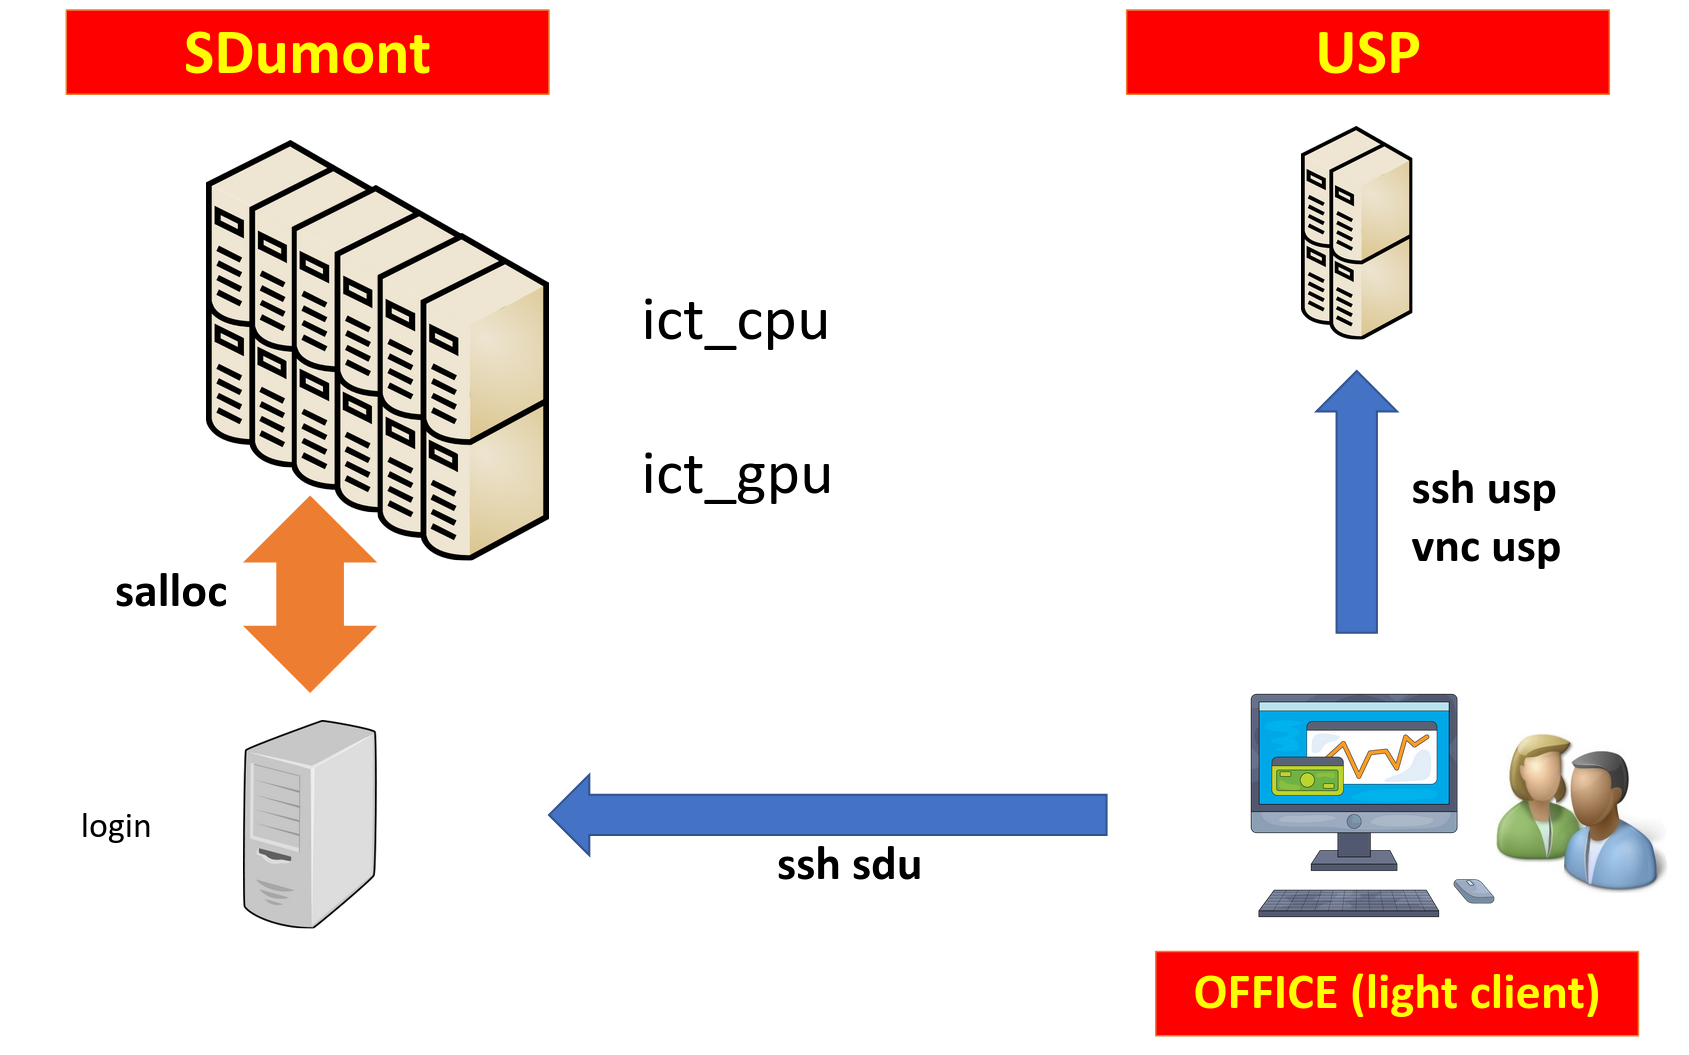 SDumont
USP
ict_cpu
ict_gpu
ssh usp
vnc usp
salloc
login
ssh sdu
OFFICE (light client)